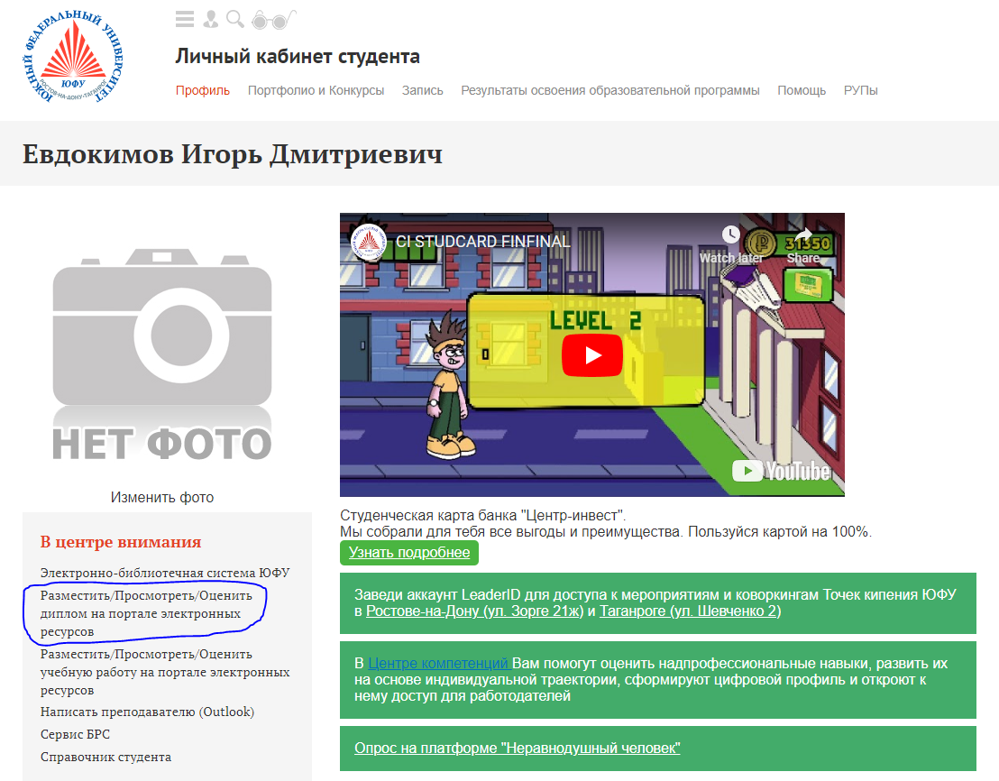 ЮЖНЫЙ ФЕДЕРАЛЬНЫЙ УНИВЕРСИТЕТ
РОСТОВ-НА-ДОНУ-ТАГАНРОГ
ЮФУ
Личный кабинет студента
Профиль Портфолио и Конкурсы Запись Результаты освоения образовательной программы Помощь РУПы
Евдокимов Игорь Дмитриевич
НЕТ ФОТО
Изменить фото
В центре внимания
Электронно-библиотечная система ЮФУ
Разместить/Просмотреть/Оценить
диплом на портале электронных
ресурсов
Разместить/Просмотреть/Оценить
учебную работу на портале электронных
ресурсов
Написать преподавателю (Outlook)
Сервис БРС
Справочник студента
CI STUDCARD FINFINAL
Watch later
Share
31350
LEVEL 2
YouTube
Студенческая карта банка "Центр-инвест".
Мы собрали для тебя все выгоды и преимущества. Пользуйся картой на 100%.
Узнать подробнее
Заведи аккаунт LeaderID для доступа к мероприятиям и коворкингам Точек кипения ЮФУ
в Ростове-на-Дону (ул. Зорге 21ж) и Таганроге (ул. Шевченко 2)
В Центре компетенций Вам помогут оценить надпрофессиональные навыки, развить их
на основе индивидуальной траектории, сформируют цифровой профиль и откроют к
нему доступ для работодателей
Опрос на платформе "Неравнодушный человек"